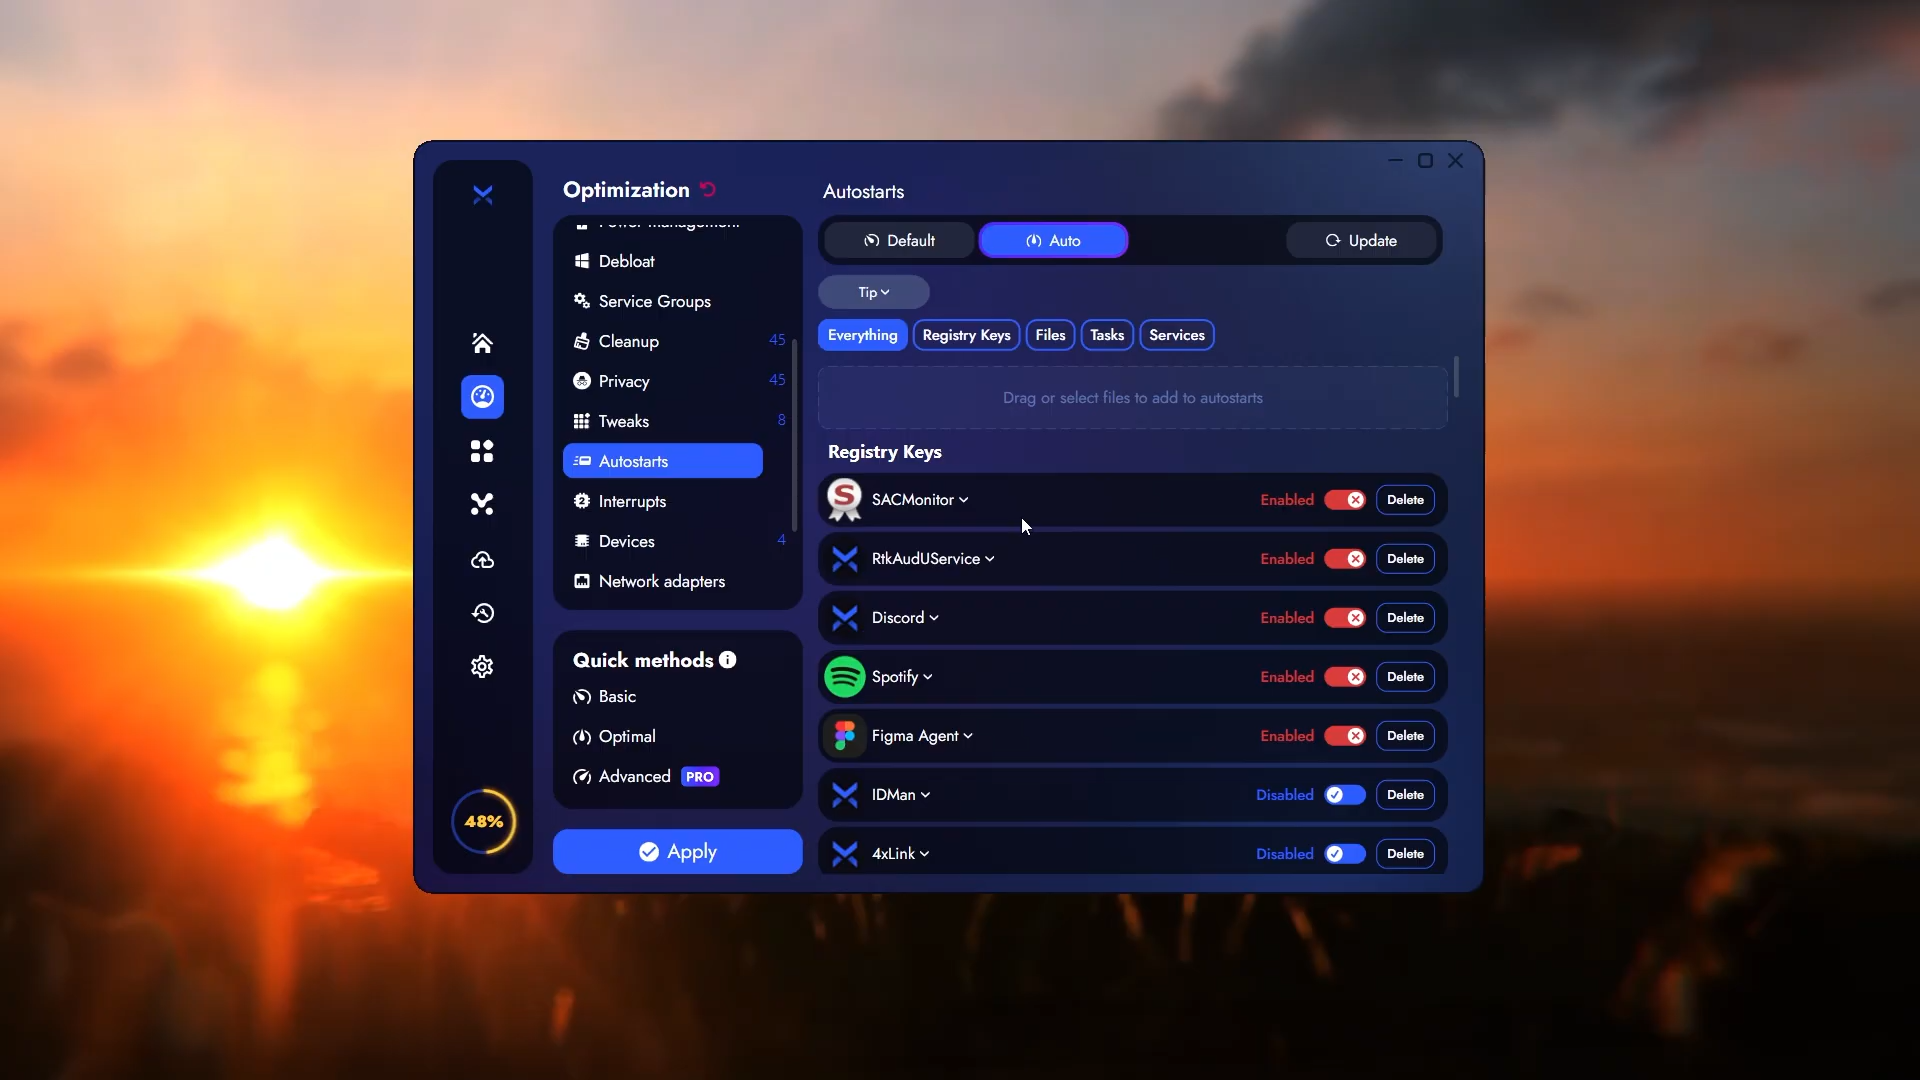 Optimization
Power Management
Debloat
Service Groups
Cleanup 45
Privacy 45
Tweaks 8
Autostarts
Interrupts
Devices 4
Network adapters
Quick methods
Basic
Optimal
Advanced PRO
Apply
48%
Autostarts
Default
Auto
Update
Tip
Everything
Registry Keys
Files
Tasks
Services
Drag or select files to add to autostarts
Registry Keys
SACMonitor Enabled Delete
RtkAudUService Enabled Delete
Discord Enabled Delete
Spotify Enabled Delete
Figma Agent Enabled Delete
IDMan Disabled Delete
4xLink Disabled Delete